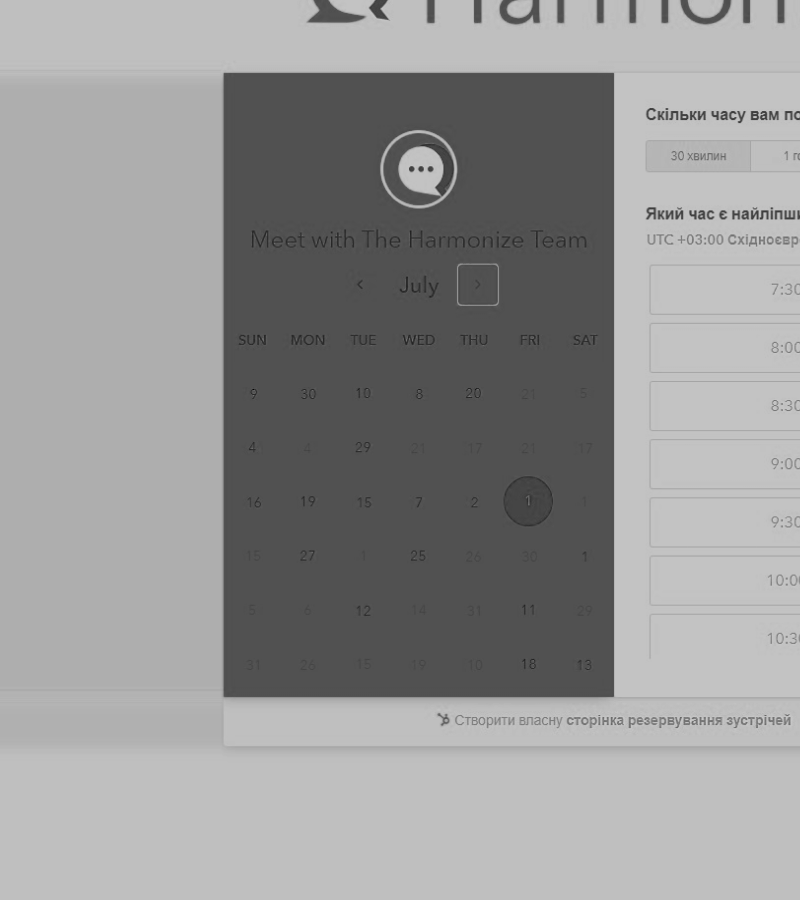 Harmon
Meet with The Harmonize Team
July
SUN MON TUE WED THU FRI SAT
9 30 10 8 20 21 5
4 4 29 21 17 21 17
16 19 15 7 2 1 1
15 27 1 25 26 30 1
5 6 12 14 31 11 29
31 26 15 19 10 18 13
Скільки часу вам по
30 хвилин 1 го
Який час є найліпши
UTC +03:00 Східноєвр
7:30
8:00
8:30
9:00
9:30
10:00
10:30
Створити власну сторінка резервування зустрічей